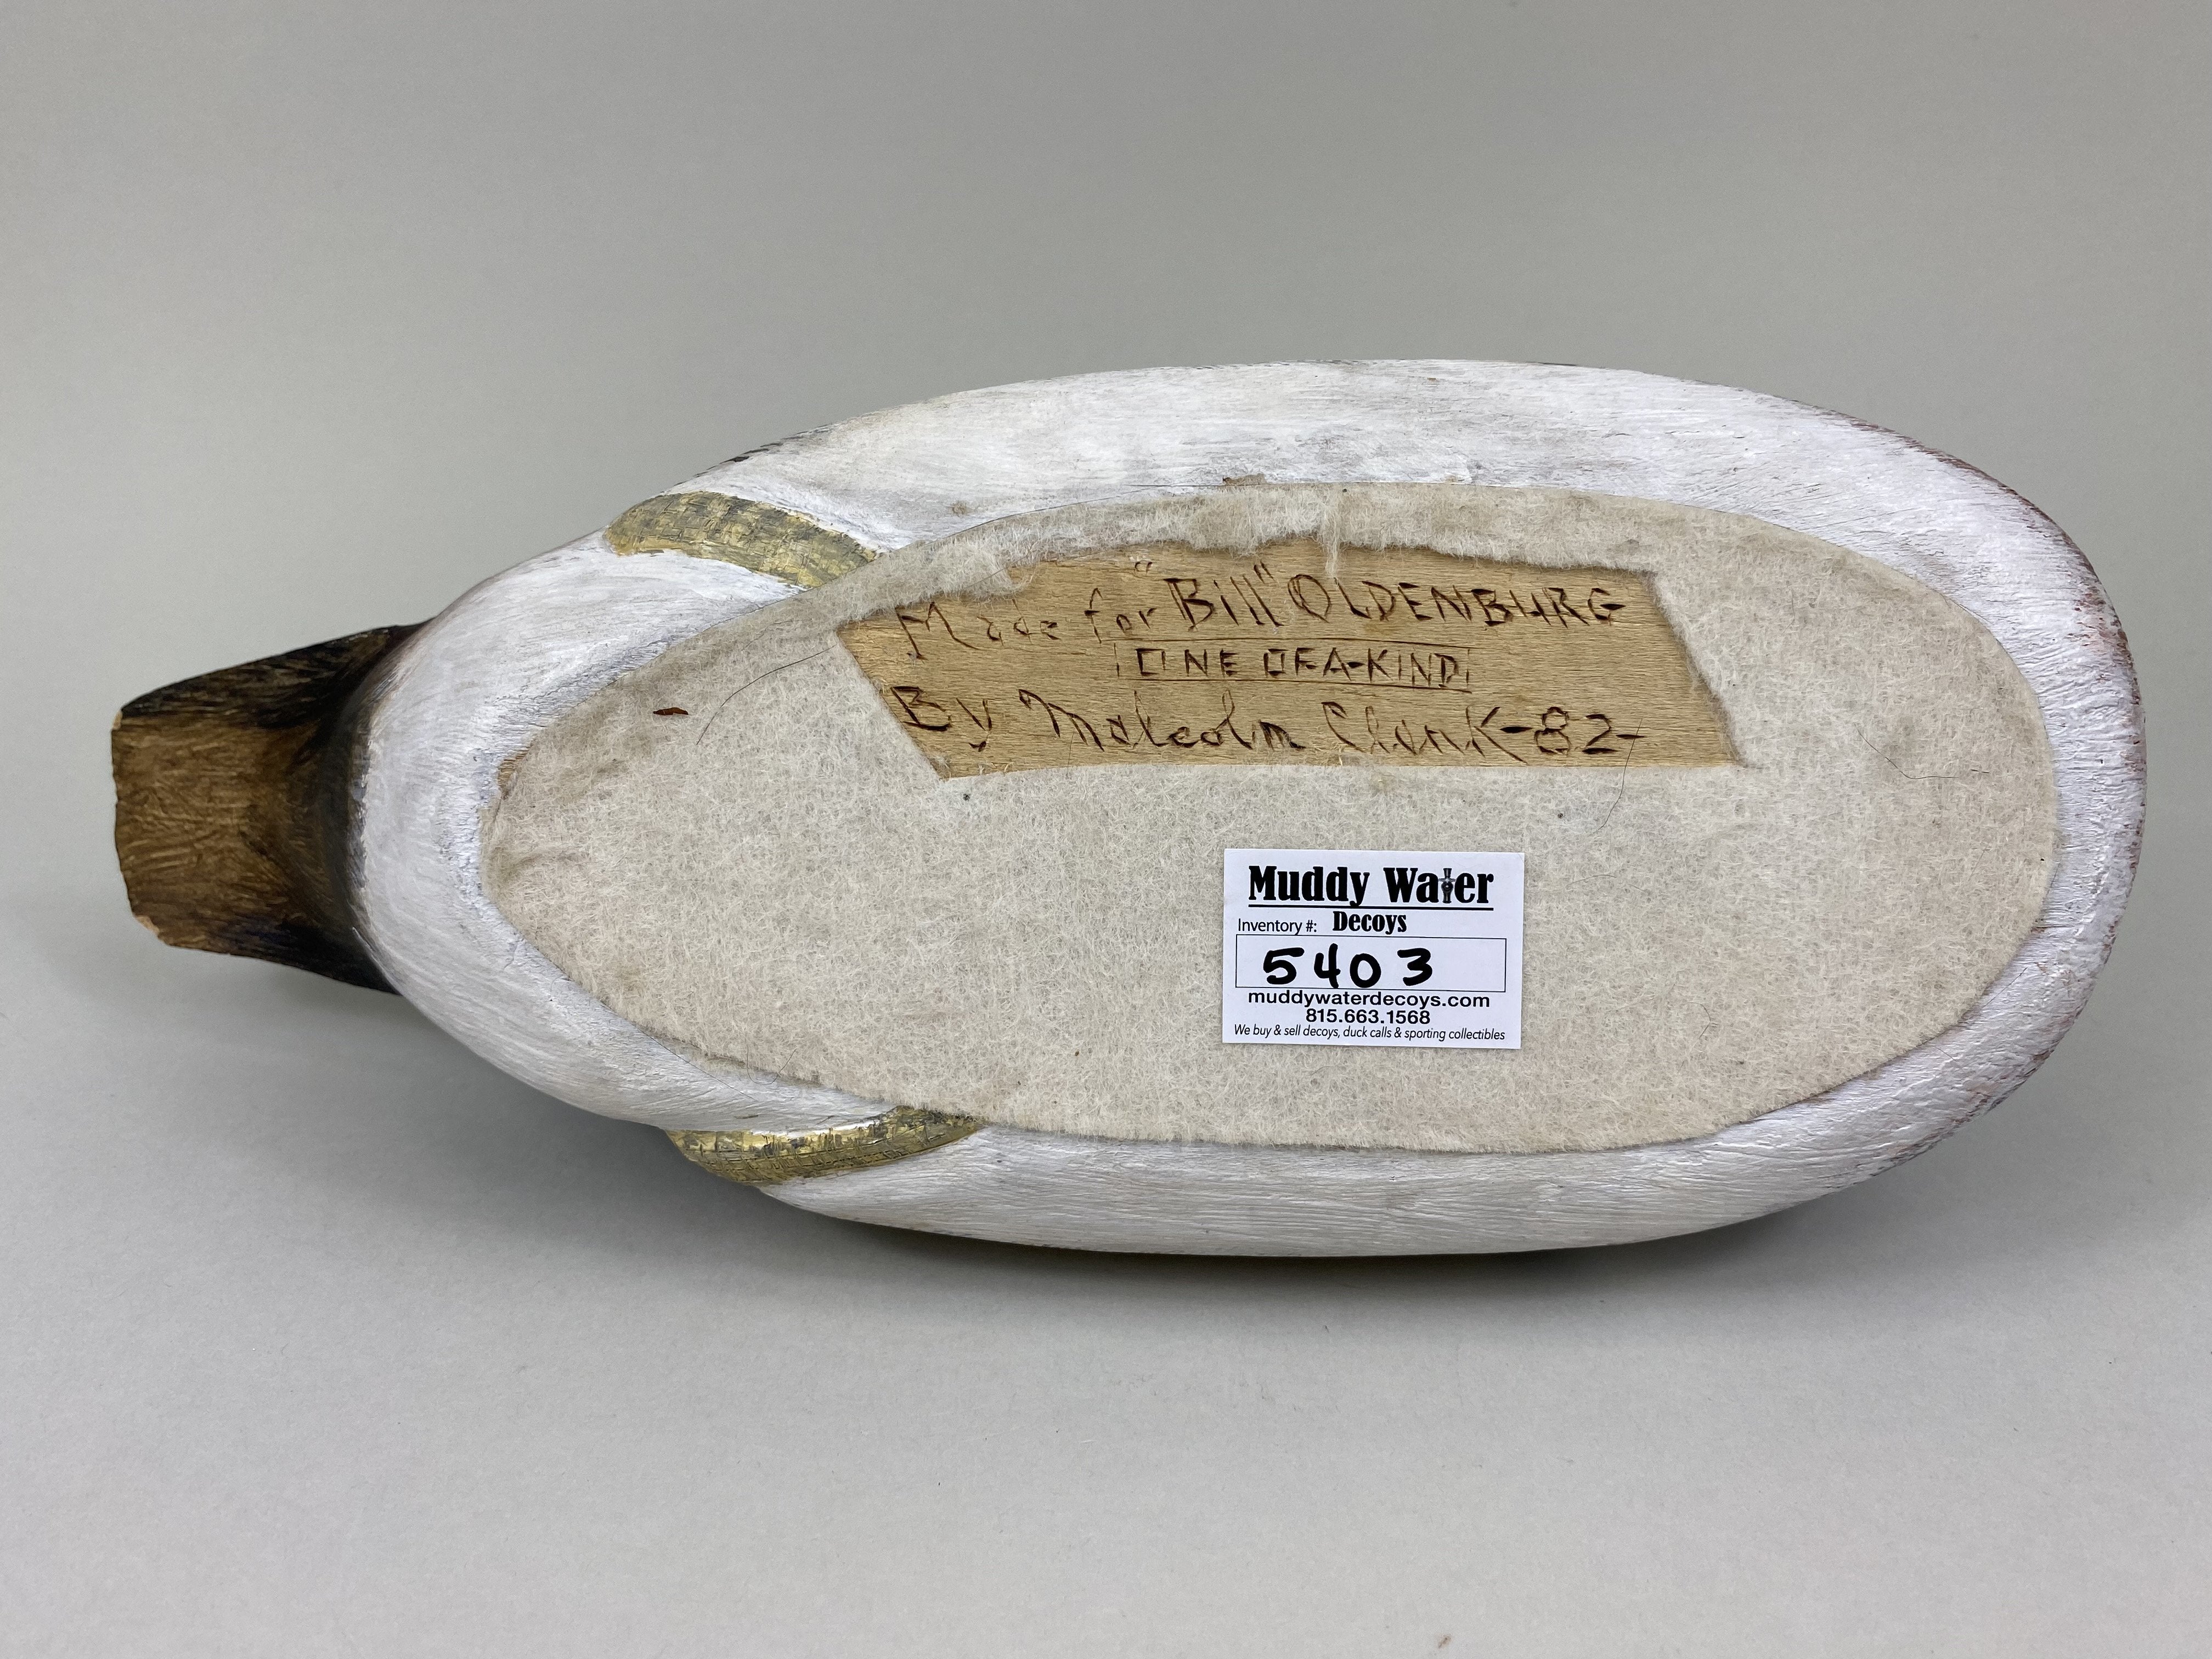 Made for "Bill" OLDENBURG
ONE OF A-KIND
By Malcolm Clark-82-
Muddy Water
Inventory #: Decoys
5403
muddywaterdecoys.com
815.663.1568
We buy & sell decoys, duck calls & sporting collectibles